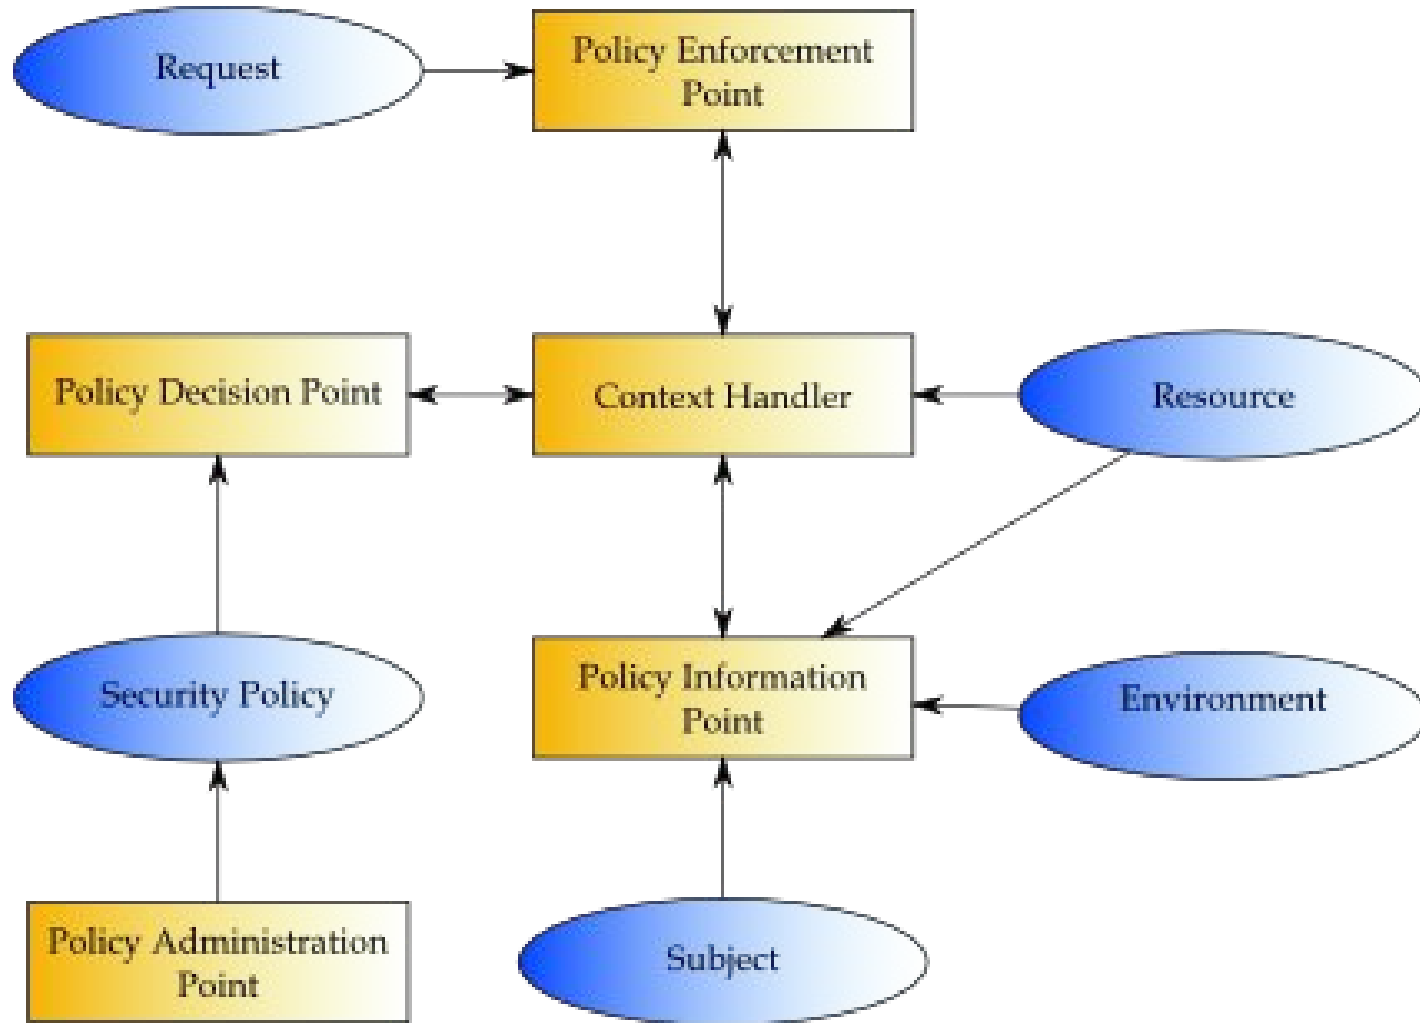 Request
Policy Enforcement
Point
Policy Decision Point
Context Handler
Resource
Security Policy
Policy Information
Point
Environment
Policy Administration
Point
Subject